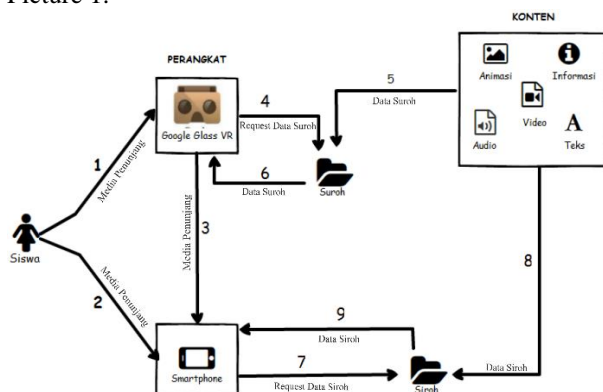 Picture 1.
KONTEN
PERANGKAT
Animasi
Informasi
Video
Audio
Teks
Google Glass VR
4
Request Data Suroh
5
Data Suroh
6
Data Suroh
Suroh
1
Media Penunjang
3
Media Penunjang
Siswa
2
Media Penunjang
8
9
Data Siroh
Smartphone
7
Request Data Siroh
Data Siroh
Siroh